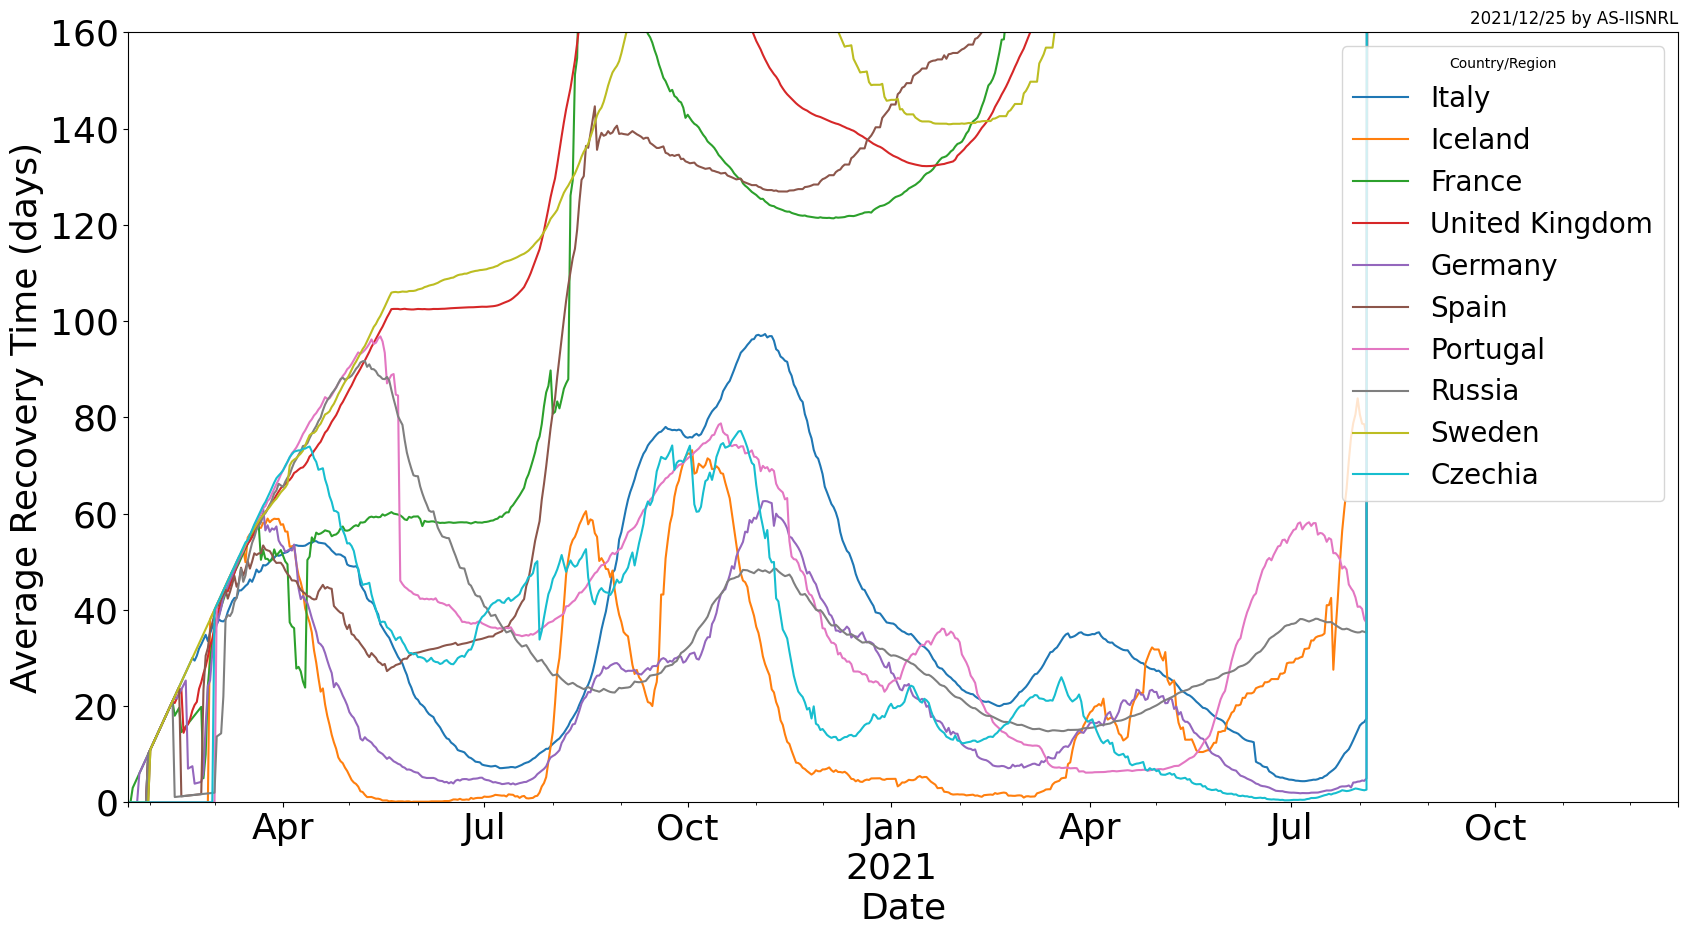 2021/12/25 by AS-IISNRL
Average Recovery Time (days)
160
140
120
100
80
60
40
20
0
Country/Region
Italy
Iceland
France
United Kingdom
Germany
Spain
Portugal
Russia
Sweden
Czechia
Apr Jul Oct Jan Apr Jul Oct
2021
Date